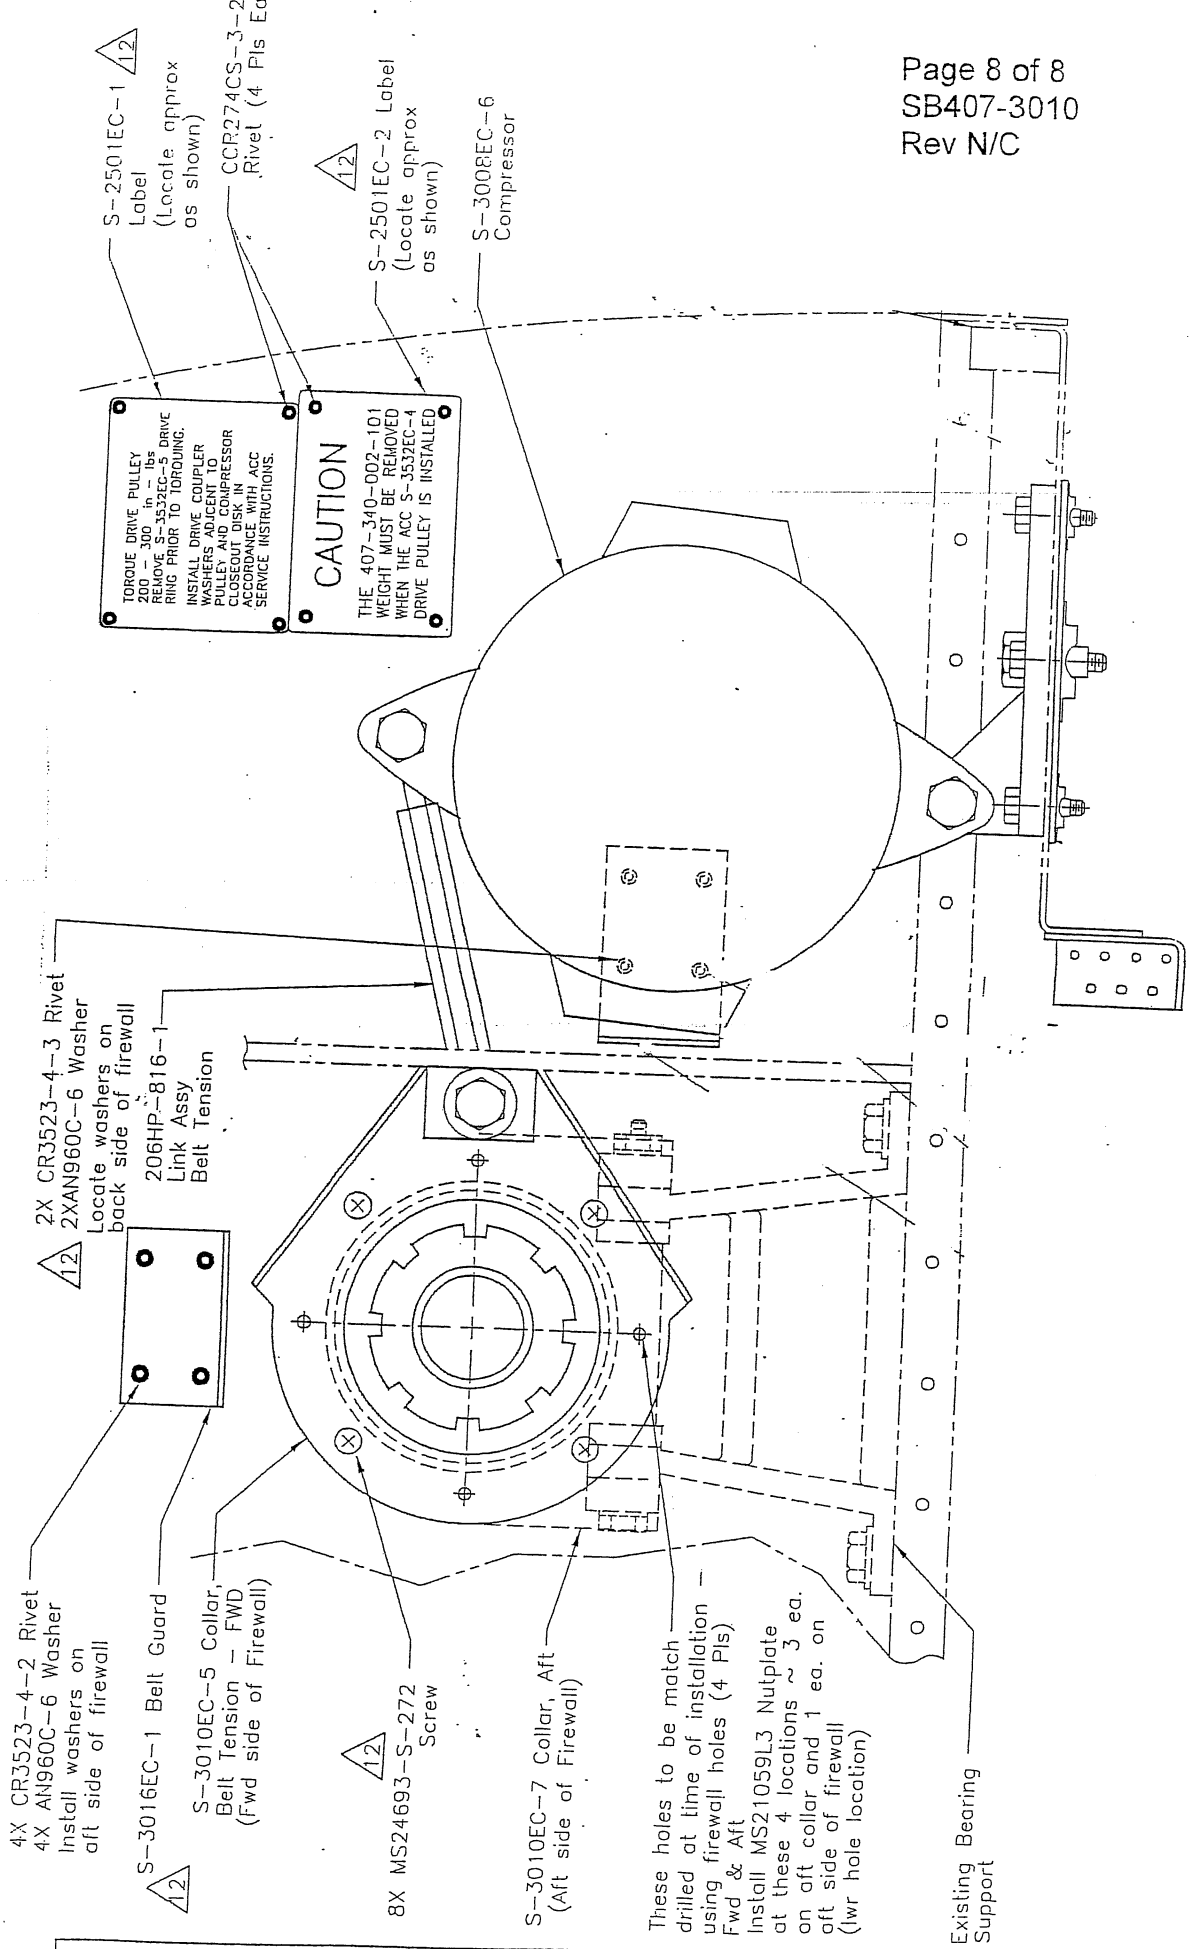 Page 8 of 8
SB407-3010
Rev N/C
4X CR3523-4-2 Rivet
4X AN960C-6 Washer
Install washers on
aft side of firewall
S-3016EC-1 Belt Guard
12
S-3010EC-5 Collar,
Belt Tension - FWD
(Fwd side of Firewall)
8X MS24693-S-272
Screw
12
S-3010EC-7 Collar, Aft
(Aft side of Firewall)
These holes to be match
drilled at time of installation -
using firewall holes (4 Pls)
Fwd & Aft
Install MS21059L3 Nutplate
at these 4 locations ~ 3 ea.
on aft collar and 1 ea. on
aft side of firewall
(lwr hole location)
Existing Bearing
Support
12
2X CR3523-4-3 Rivet
2XAN960C-6 Washer
Locate washers on
back side of firewall
206HP-816-1
Link Assy
Belt Tension
TORQUE DRIVE PULLEY
200 - 300 in - lbs
REMOVE S-3532EC-5 DRIVE
RING PRIOR TO TORQUING.
INSTALL DRIVE COUPLER
WASHERS ADJCENT TO
PULLEY AND COMPRESSOR
CLOSEOUT DISK IN
ACCORDANCE WITH ACC
SERVICE INSTRUCTIONS.
CAUTION
THE 407-340-002-101
WEIGHT MUST BE REMOVED
WHEN THE ACC S-3532EC-4
DRIVE PULLEY IS INSTALLED
S-2501EC-1
Label
(Locate approx
as shown)
12
CCR274CS-3-2
Rivet (4 Pls Ea
12
S-2501EC-2 Label
(Locate approx
as shown)
S-3008EC-6
Compressor